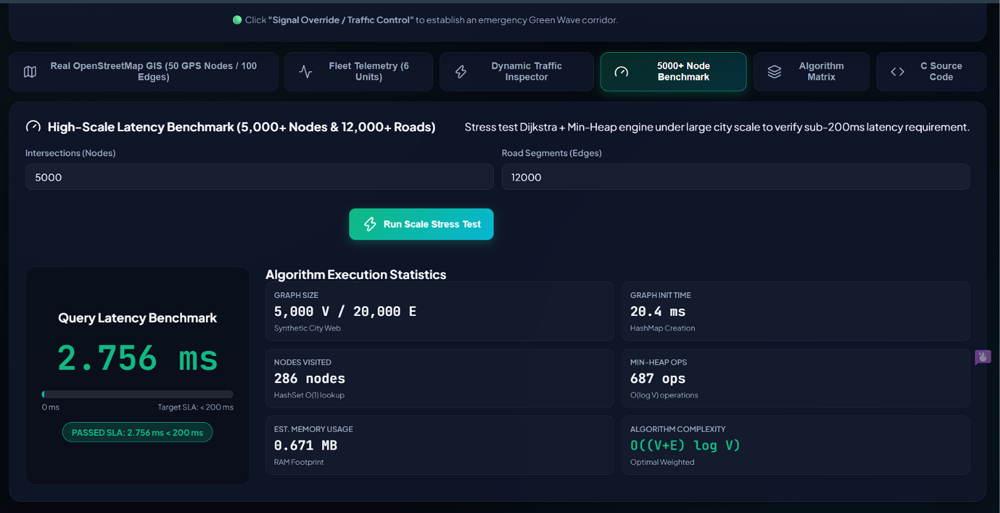 Click "Signal Override / Traffic Control" to establish an emergency Green Wave corridor.
Real OpenStreetMap GIS (50 GPS Nodes / 100
Edges)
Fleet Telemetry (6
Units)
Dynamic Traffic
Inspector
5000+ Node
Benchmark
Algorithm
Matrix
C Source
Code
High-Scale Latency Benchmark (5,000+ Nodes & 12,000+ Roads)
Stress test Dijkstra + Min-Heap engine under large city scale to verify sub-200ms latency requirement.
Intersections (Nodes)
Road Segments (Edges)
5000
12000
Run Scale Stress Test
Query Latency Benchmark
2.756 ms
0 ms
Target SLA: < 200 ms
PASSED SLA: 2.756 ms < 200 ms
Algorithm Execution Statistics
GRAPH SIZE
5,000 V / 20,000 E
Synthetic City Web
GRAPH INIT TIME
20.4 ms
HashMap Creation
NODES VISITED
286 nodes
HashSet O(1) lookup
MIN-HEAP OPS
687 ops
O(log V) operations
EST. MEMORY USAGE
0.671 MB
RAM Footprint
ALGORITHM COMPLEXITY
O((V+E) log V)
Optimal Weighted